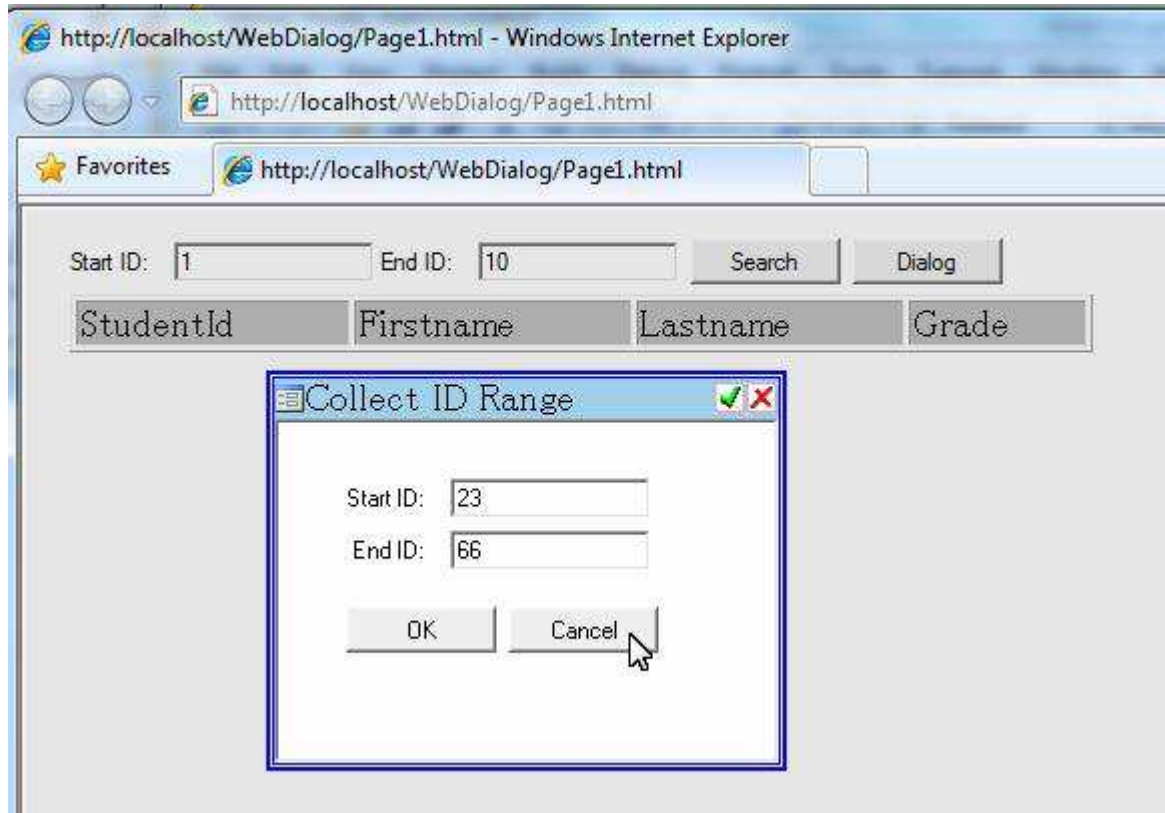 http://localhost/WebDialog/Page1.html - Windows Internet Explorer
http://localhost/WebDialog/Page1.html
Favorites http://localhost/WebDialog/Page1.html
Start ID: 1 End ID: 10 Search Dialog
StudentId Firstname Lastname Grade
Collect ID Range
Start ID: 23
End ID: 66
OK Cancel